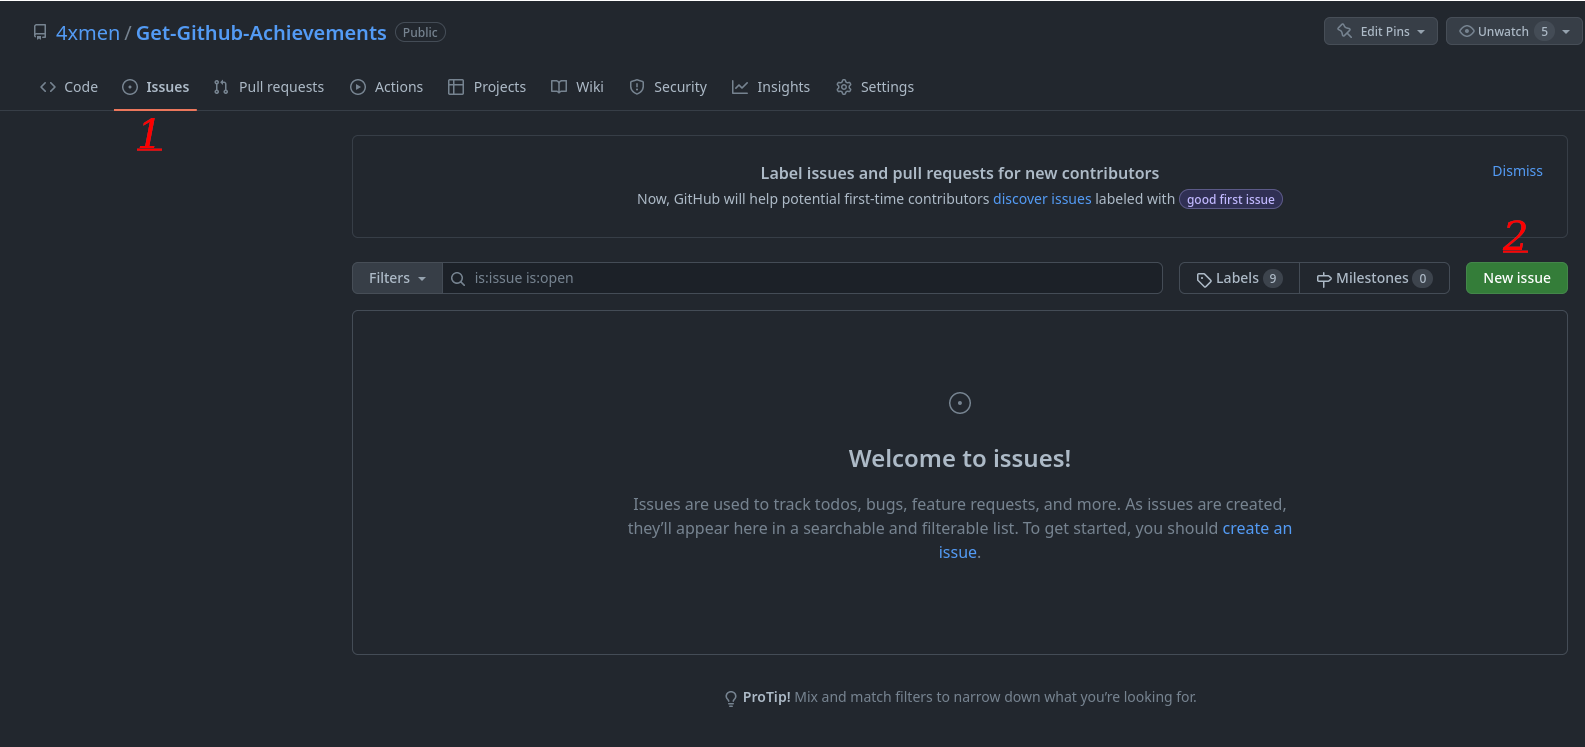 4xmen / Get-Github-Achievements Public
Edit Pins Unwatch 5
Code Issues Pull requests Actions Projects Wiki Security Insights Settings
1
Label issues and pull requests for new contributors
Dismiss
Now, GitHub will help potential first-time contributors discover issues labeled with good first issue
2
Filters is:issue is:open Labels 9 Milestones 0 New issue
Welcome to issues!
Issues are used to track todos, bugs, feature requests, and more. As issues are created,
they’ll appear here in a searchable and filterable list. To get started, you should create an
issue.
ProTip! Mix and match filters to narrow down what you’re looking for.